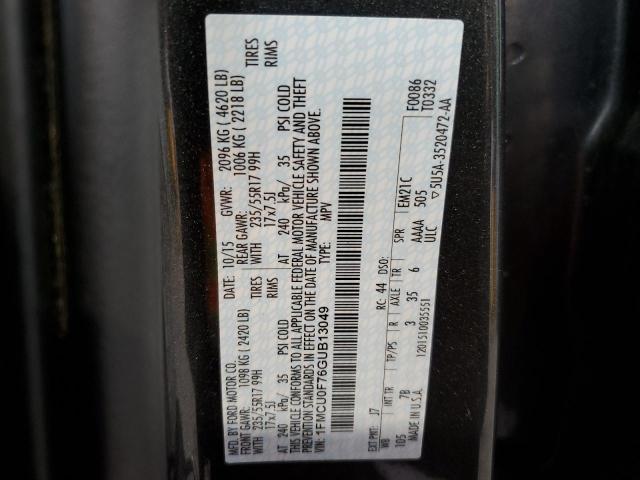 MFD. BY FORD MOTOR CO.
DATE: 10/15 GVWR: 2096 KG ( 4620 LB)
FRONT GAWR: 1098 KG ( 2420 LB) REAR GAWR: 1006 KG ( 2218 LB)
WITH 235/55R17 99H TIRES WITH 235/55R17 99H TIRES
17x7.5J RIMS 17x7.5J RIMS
AT 240 kPa/ 35 PSI COLD AT 240 kPa/ 35 PSI COLD
THIS VEHICLE CONFORMS TO ALL APPLICABLE FEDERAL MOTOR VEHICLE SAFETY AND THEFT
PREVENTION STANDARDS IN EFFECT ON THE DATE OF MANUFACTURE SHOWN ABOVE.
VIN: 1FMCU0F76GUB13049
TYPE: MPV
F0086
T0332
EXT PNT: J7 RC: 44 DSO:
WB INT TR TP/PS R AXLE TR SPR EM21C
105 7B 3 35 6 AAAA 505
ULC
1201510035551 ▽5U5A-3520472-AA